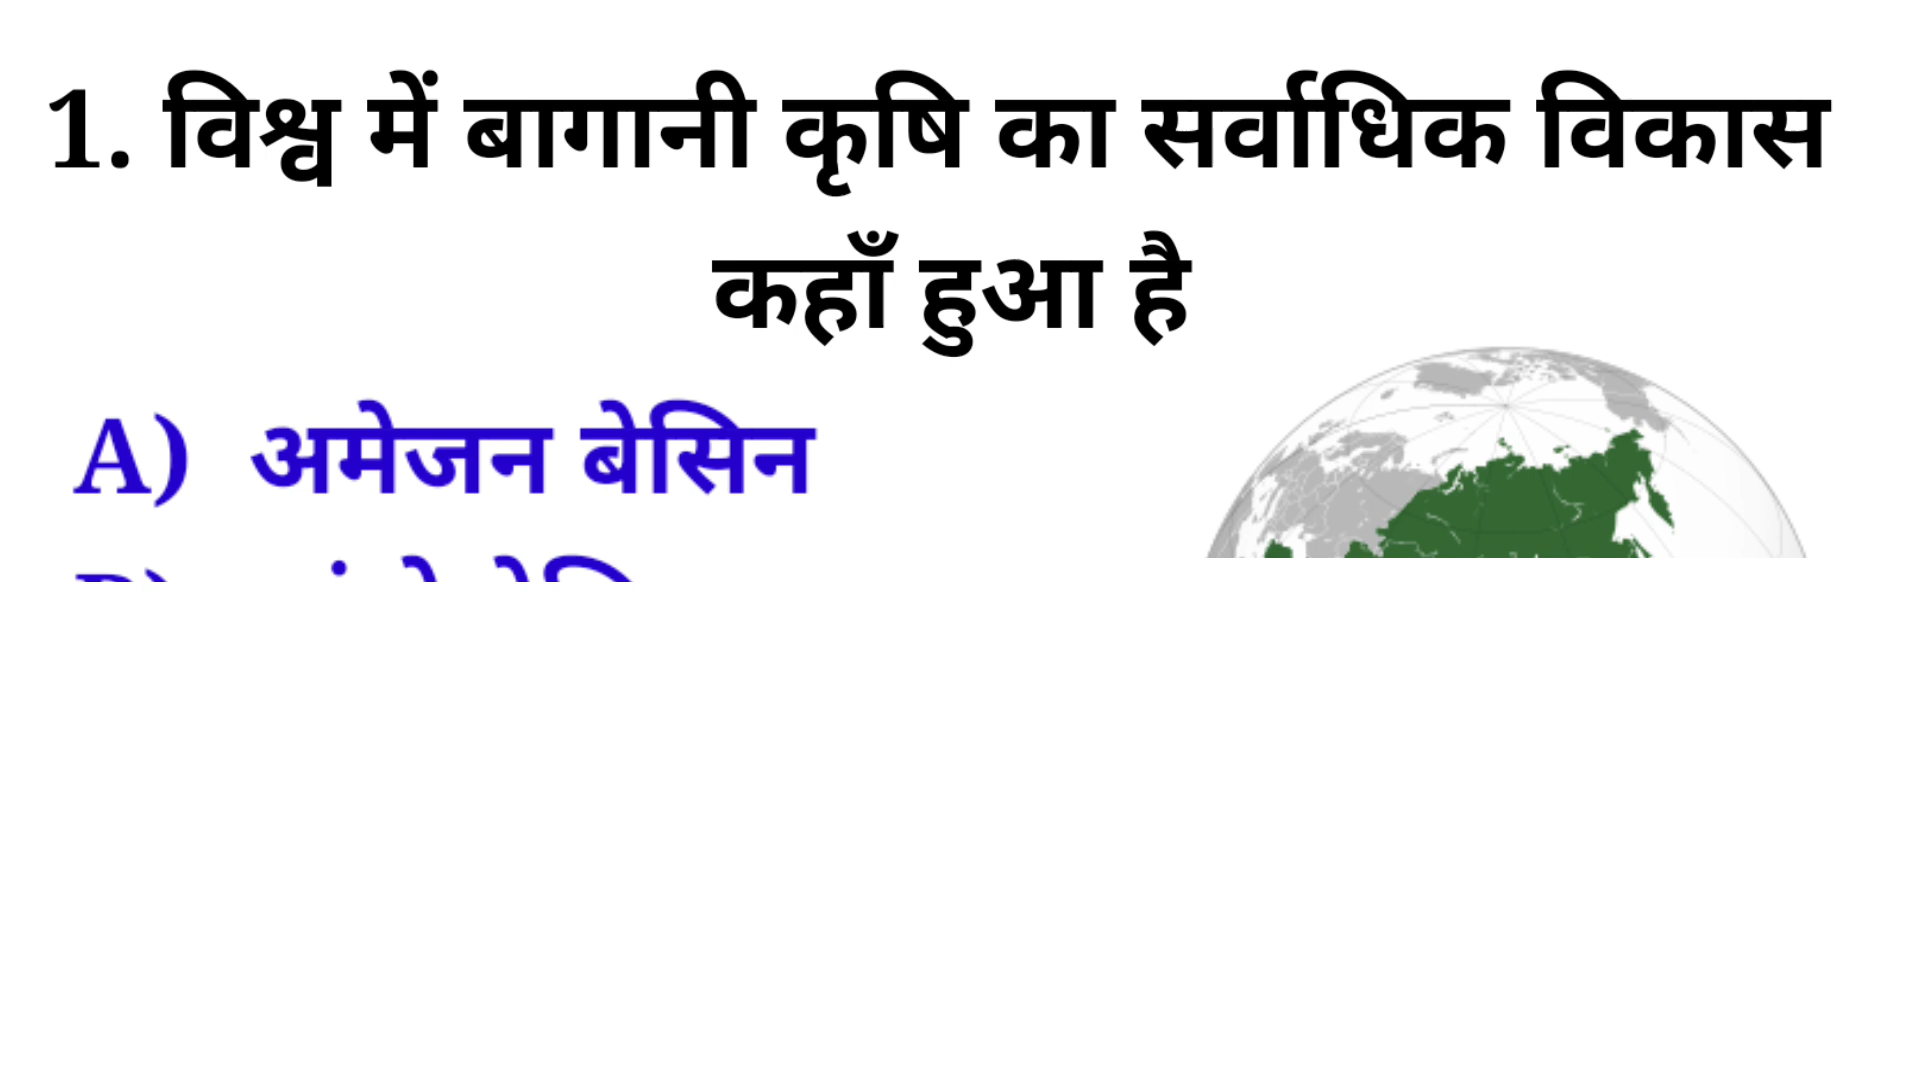 1. विश्व में बागानी कृषि का सर्वाधिक विकास
कहाँ हुआ है
A) अमेजन बेसिन